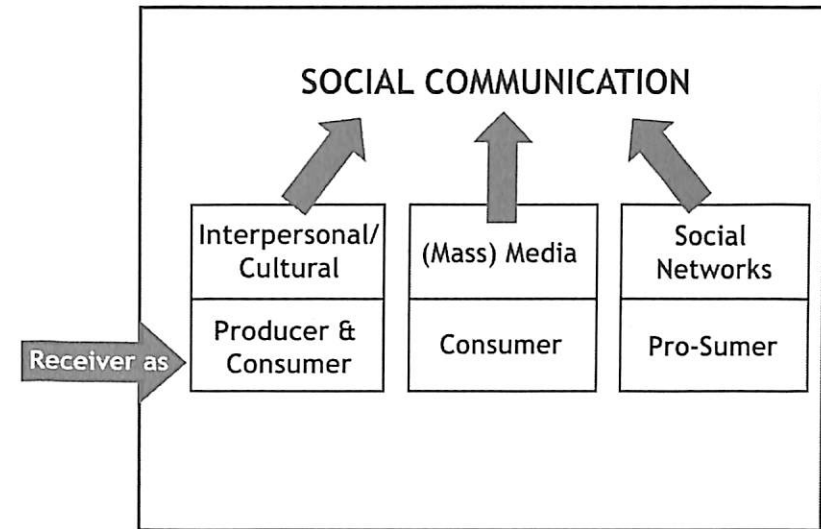 SOCIAL COMMUNICATION
Interpersonal/
Cultural
(Mass) Media
Social
Networks
Receiver as
Producer &
Consumer
Consumer
Pro-Sumer